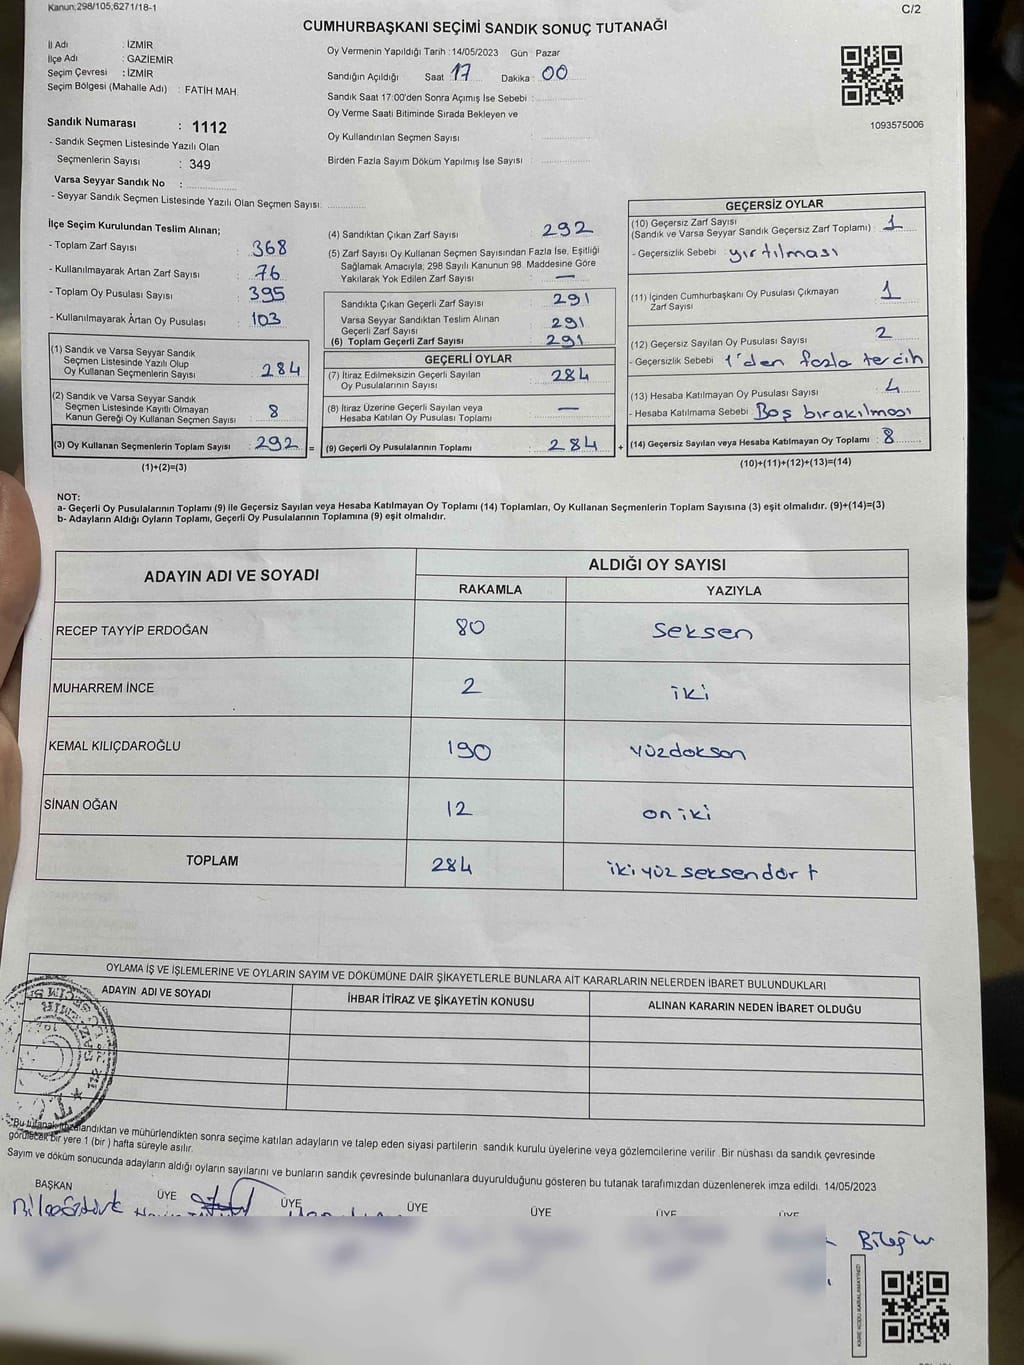 Kanun;298/105,6271/18-1
C/2
CUMHURBAŞKANI SEÇİMİ SANDIK SONUÇ TUTANAĞI
İl Adı : İZMİR
İlçe Adı : GAZİEMİR
Seçim Çevresi : İZMİR
Seçim Bölgesi (Mahalle Adı) : FATİH MAH.
Oy Vermenin Yapıldığı Tarih : 14/05/2023 Gün : Pazar
Sandığın Açıldığı Saat : 17 Dakika : 00
Sandık Saat 17:00'den Sonra Açımış İse Sebebi :
Oy Verme Saati Bitiminde Sırada Bekleyen ve
Oy Kullandırılan Seçmen Sayısı :
Birden Fazla Sayım Döküm Yapılmış İse Sayısı :
1093575006
Sandık Numarası : 1112
- Sandık Seçmen Listesinde Yazılı Olan
Seçmenlerin Sayısı : 349
Varsa Seyyar Sandık No :
- Seyyar Sandık Seçmen Listesinde Yazılı Olan Seçmen Sayısı:
İlçe Seçim Kurulundan Teslim Alınan;
- Toplam Zarf Sayısı : 368
- Kullanılmayarak Artan Zarf Sayısı : 76
- Toplam Oy Pusulası Sayısı : 395
- Kullanılmayarak Artan Oy Pusulası : 103
(1) Sandık ve Varsa Seyyar Sandık
Seçmen Listesinde Yazılı Olup
Oy Kullanan Seçmenlerin Sayısı : 284
(2) Sandık ve Varsa Seyyar Sandık
Seçmen Listesinde Kayıtlı Olmayan
Kanun Gereği Oy Kullanan Seçmen Sayısı : 8
(3) Oy Kullanan Seçmenlerin Toplam Sayısı : 292 =
(1)+(2)=(3)
(4) Sandıktan Çıkan Zarf Sayısı : 292
(5) Zarf Sayısı Oy Kullanan Seçmen Sayısından Fazla İse, Eşitliği
Sağlamak Amacıyla, 298 Sayılı Kanunun 98. Maddesine Göre
Yakılarak Yok Edilen Zarf Sayısı : —
Sandıkta Çıkan Geçerli Zarf Sayısı : 291
Varsa Seyyar Sandıktan Teslim Alınan
Geçerli Zarf Sayısı : 291
(6) Toplam Geçerli Zarf Sayısı : 291
GEÇERLİ OYLAR
(7) İtiraz Edilmeksizin Geçerli Sayılan
Oy Pusulalarının Sayısı : 284
(8) İtiraz Üzerine Geçerli Sayılan veya
Hesaba Katılan Oy Pusulası Toplamı : —
(9) Geçerli Oy Pusulalarının Toplamı : 284 +
GEÇERSİZ OYLAR
(10) Geçersiz Zarf Sayısı
(Sandık ve Varsa Seyyar Sandık Geçersiz Zarf Toplamı) : 1
- Geçersizlik Sebebi : yırtılması
(11) İçinden Cumhurbaşkanı Oy Pusulası Çıkmayan
Zarf Sayısı : 1
(12) Geçersiz Sayılan Oy Pusulası Sayısı : 2
- Geçersizlik Sebebi : 1'den fazla tercih
(13) Hesaba Katılmayan Oy Pusulası Sayısı : 4
- Hesaba Katılmama Sebebi : Boş bırakılması
(14) Geçersiz Sayılan veya Hesaba Katılmayan Oy Toplamı : 8
(10)+(11)+(12)+(13)=(14)
NOT:
a- Geçerli Oy Pusulalarının Toplamı (9) ile Geçersiz Sayılan veya Hesaba Katılmayan Oy Toplamı (14) Toplamları, Oy Kullanan Seçmenlerin Toplam Sayısına (3) eşit olmalıdır. (9)+(14)=(3)
b- Adayların Aldığı Oyların Toplamı, Geçerli Oy Pusulalarının Toplamına (9) eşit olmalıdır.
ADAYIN ADI VE SOYADI ALDIĞI OY SAYISI
RAKAMLA YAZIYLA
RECEP TAYYİP ERDOĞAN 80 seksen
MUHARREM İNCE 2 iki
KEMAL KILIÇDAROĞLU 190 yüzdoksan
SİNAN OĞAN 12 on iki
TOPLAM 284 iki yüz seksendört
OYLAMA İŞ VE İŞLEMLERİNE VE OYLARIN SAYIM VE DÖKÜMÜNE DAİR ŞİKAYETLERLE BUNLARA AİT KARARLARIN NELERDEN İBARET BULUNDUKLARI
ADAYIN ADI VE SOYADI İHBAR İTİRAZ VE ŞİKAYETİN KONUSU ALINAN KARARIN NEDEN İBARET OLDUĞU
T.C.
*Bu tutanak imzalandıktan ve mühürlendikten sonra seçime katılan adayların ve talep eden siyasi partilerin sandık kurulu üyelerine veya gözlemcilerine verilir. Bir nüshası da sandık çevresinde
görülecek bir yere 1 (bir) hafta süreyle asılır.
Sayım ve döküm sonucunda adayların aldığı oyların sayılarını ve bunların sandık çevresinde bulunanlara duyurulduğunu gösteren bu tutanak tarafımızdan düzenlenerek imza edildi. 14/05/2023
BAŞKAN ÜYE ÜYE ÜYE ÜYE ÜYE ÜYE
KARE KODU KARALAMAYINIZ!